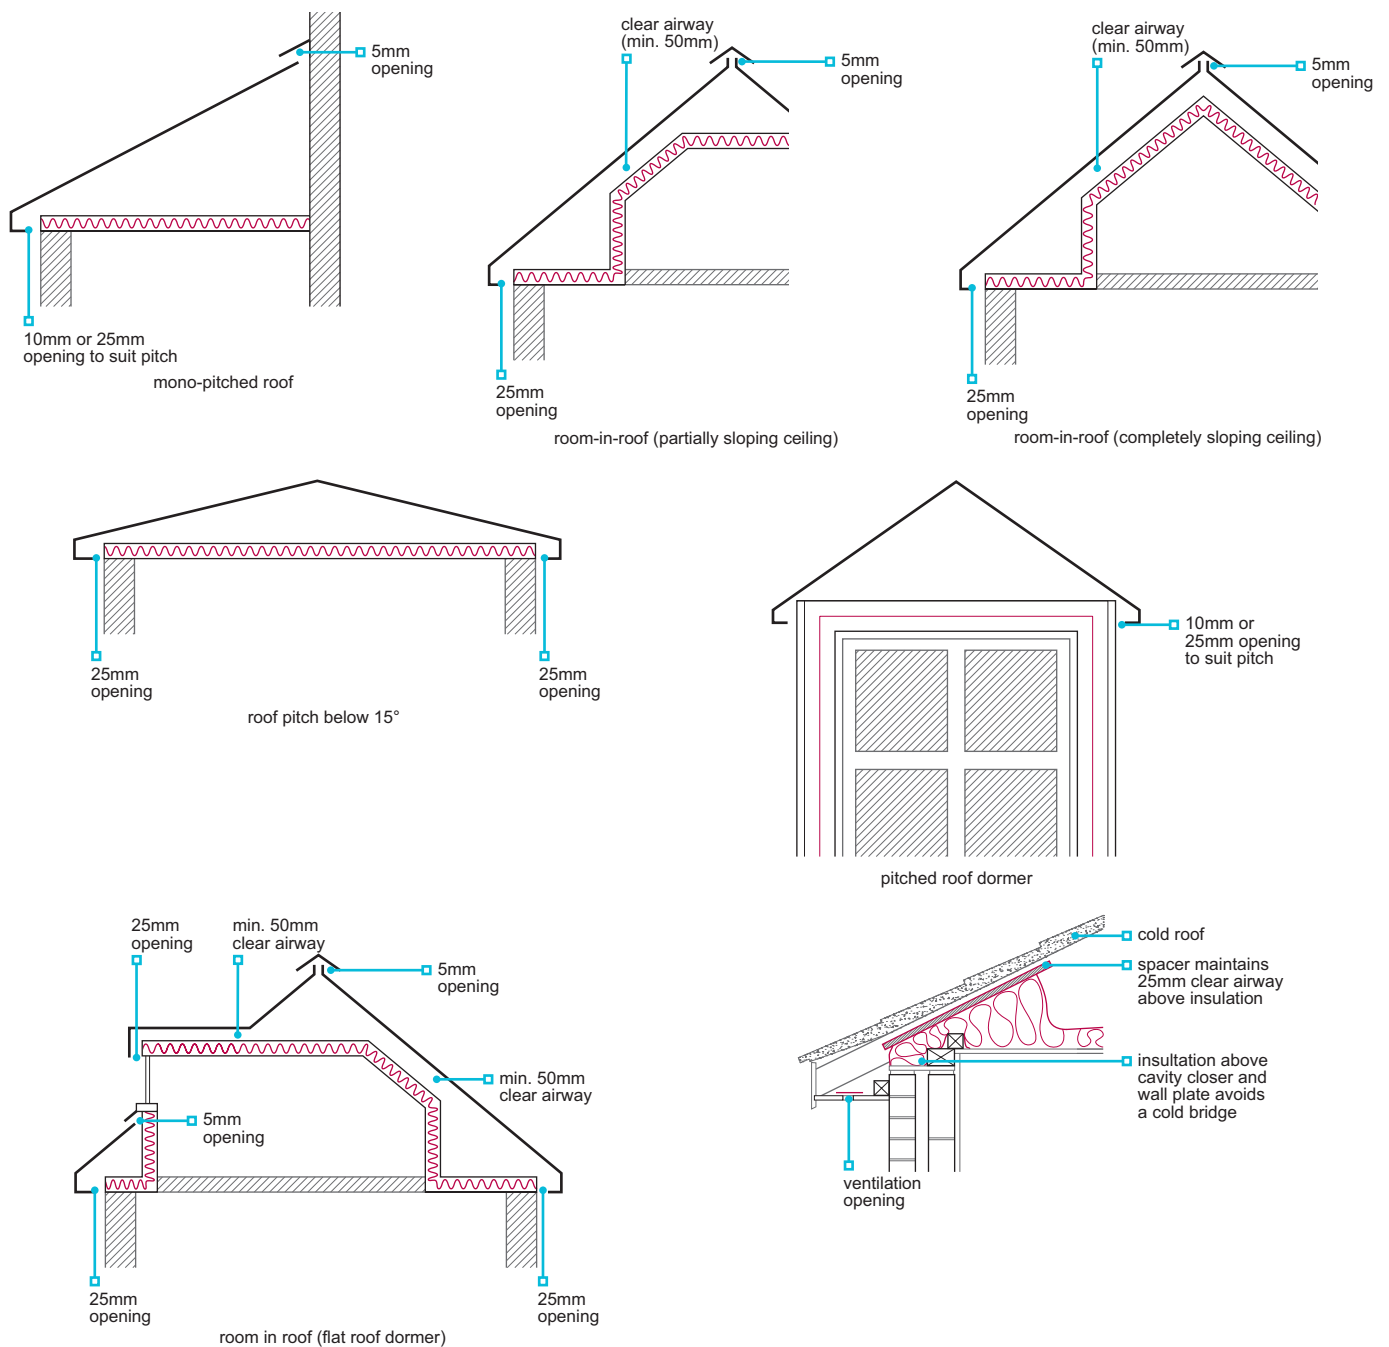 5mm
opening
10mm or 25mm
opening to suit pitch
mono-pitched roof
clear airway
(min. 50mm)
5mm
opening
25mm
opening
room-in-roof (partially sloping ceiling)
clear airway
(min. 50mm)
5mm
opening
25mm
opening
room-in-roof (completely sloping ceiling)
25mm
opening
25mm
opening
roof pitch below 15°
10mm or
25mm opening
to suit pitch
pitched roof dormer
25mm
opening
min. 50mm
clear airway
5mm
opening
min. 50mm
clear airway
5mm
opening
25mm
opening
25mm
opening
room in roof (flat roof dormer)
cold roof
spacer maintains
25mm clear airway
above insulation
insultation above
cavity closer and
wall plate avoids
a cold bridge
ventilation
opening